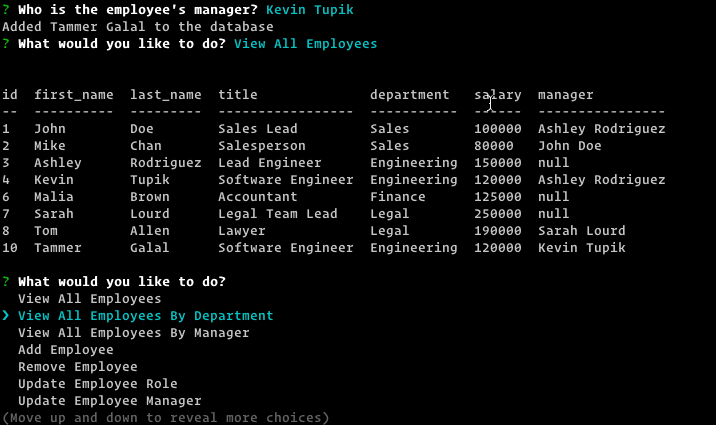 ? Who is the employee's manager? Kevin Tupik
Added Tammer Galal to the database
? What would you like to do? View All Employees
id  first_name  last_name  title              department   salary  manager
--  ----------  ---------  -----------------  -----------  ------  ----------------
1   John        Doe        Sales Lead         Sales        100000  Ashley Rodriguez
2   Mike        Chan       Salesperson        Sales        80000   John Doe
3   Ashley      Rodriguez  Lead Engineer      Engineering  150000  null
4   Kevin       Tupik      Software Engineer  Engineering  120000  Ashley Rodriguez
6   Malia       Brown      Accountant         Finance      125000  null
7   Sarah       Lourd      Legal Team Lead    Legal        250000  null
8   Tom         Allen      Lawyer             Legal        190000  Sarah Lourd
10  Tammer      Galal      Software Engineer  Engineering  120000  Kevin Tupik
? What would you like to do?
  View All Employees
❯ View All Employees By Department
  View All Employees By Manager
  Add Employee
  Remove Employee
  Update Employee Role
  Update Employee Manager
(Move up and down to reveal more choices)